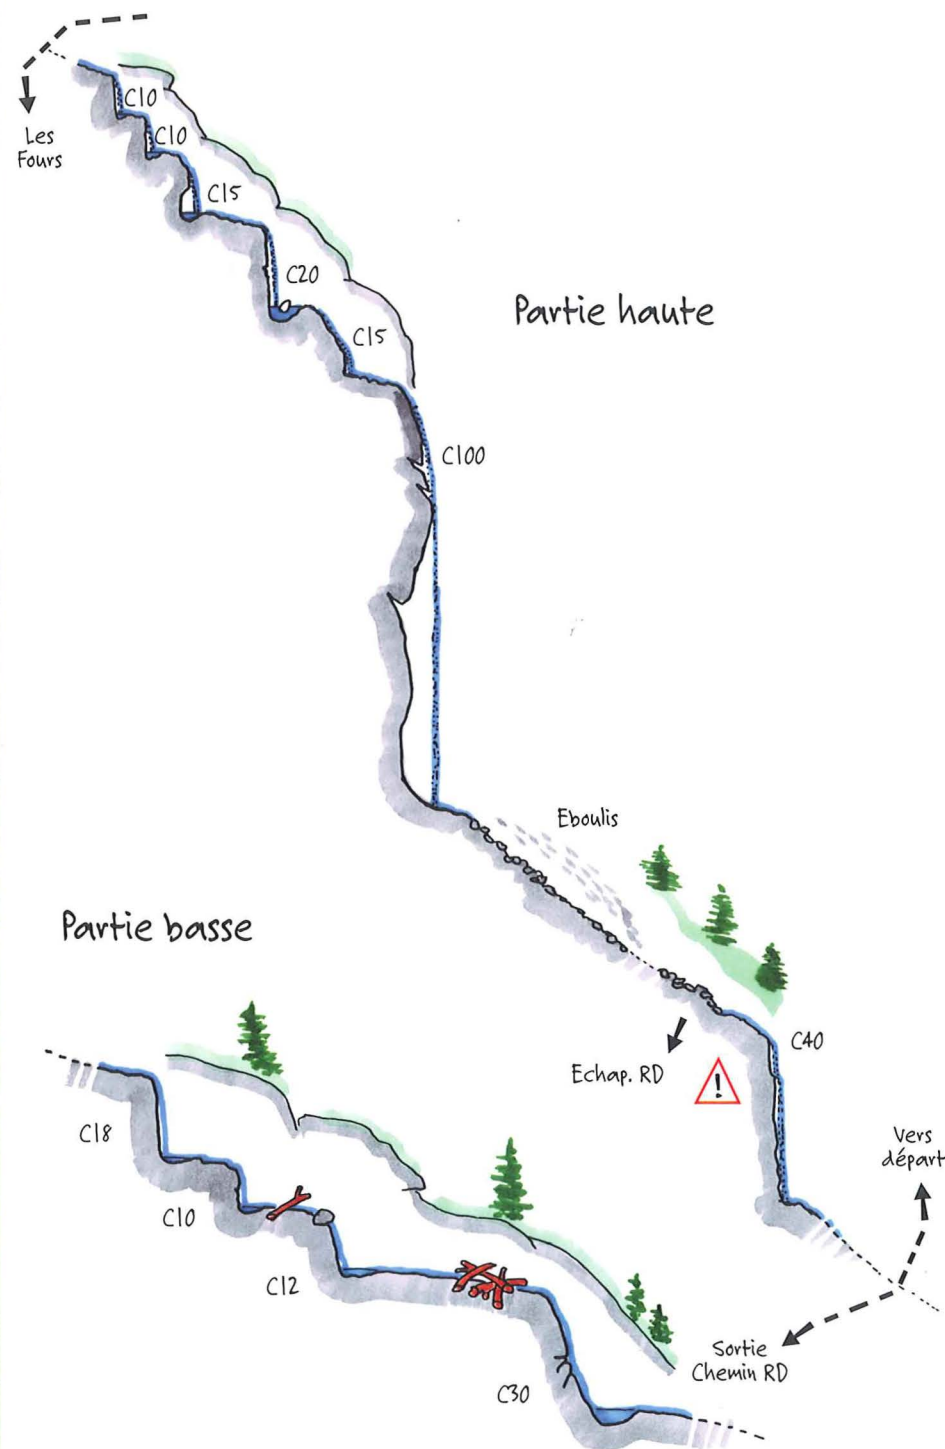 Les
Fours
C10
C10
C15
C20
Partie haute
C15
C100
Eboulis
Partie basse
C40
Echap. RD
!
C18
Vers
départ
C10
C12
Sortie
Chemin RD
C30